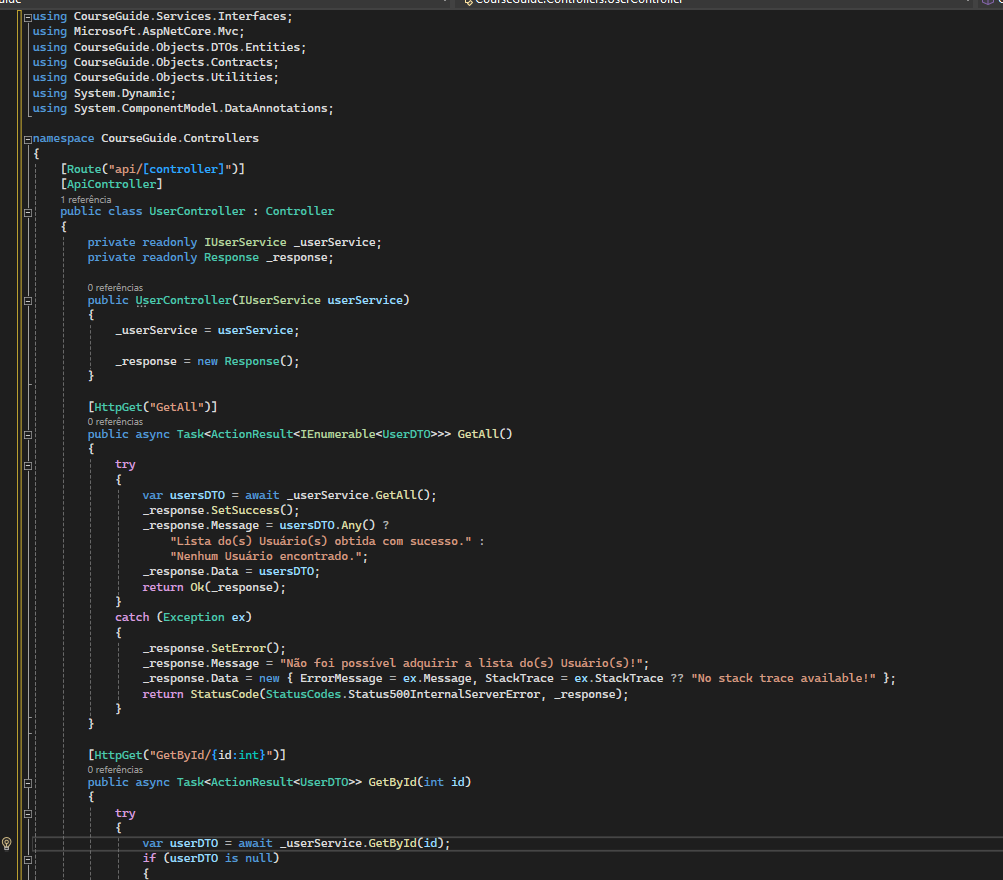 CourseGuide.Controllers.UserController
using CourseGuide.Services.Interfaces;
using Microsoft.AspNetCore.Mvc;
using CourseGuide.Objects.DTOs.Entities;
using CourseGuide.Objects.Contracts;
using CourseGuide.Objects.Utilities;
using System.Dynamic;
using System.ComponentModel.DataAnnotations;
namespace CourseGuide.Controllers
{
[Route("api/[controller]")]
[ApiController]
1 referência
public class UserController : Controller
{
private readonly IUserService _userService;
private readonly Response _response;
0 referências
public UserController(IUserService userService)
{
_userService = userService;
_response = new Response();
}
[HttpGet("GetAll")]
0 referências
public async Task<ActionResult<IEnumerable<UserDTO>>> GetAll()
{
try
{
var usersDTO = await _userService.GetAll();
_response.SetSuccess();
_response.Message = usersDTO.Any() ?
"Lista do(s) Usuário(s) obtida com sucesso." :
"Nenhum Usuário encontrado.";
_response.Data = usersDTO;
return Ok(_response);
}
catch (Exception ex)
{
_response.SetError();
_response.Message = "Não foi possível adquirir a lista do(s) Usuário(s)!";
_response.Data = new { ErrorMessage = ex.Message, StackTrace = ex.StackTrace ?? "No stack trace available!" };
return StatusCode(StatusCodes.Status500InternalServerError, _response);
}
}
[HttpGet("GetById/{id:int}")]
0 referências
public async Task<ActionResult<UserDTO>> GetById(int id)
{
try
{
var userDTO = await _userService.GetById(id);
if (userDTO is null)
{